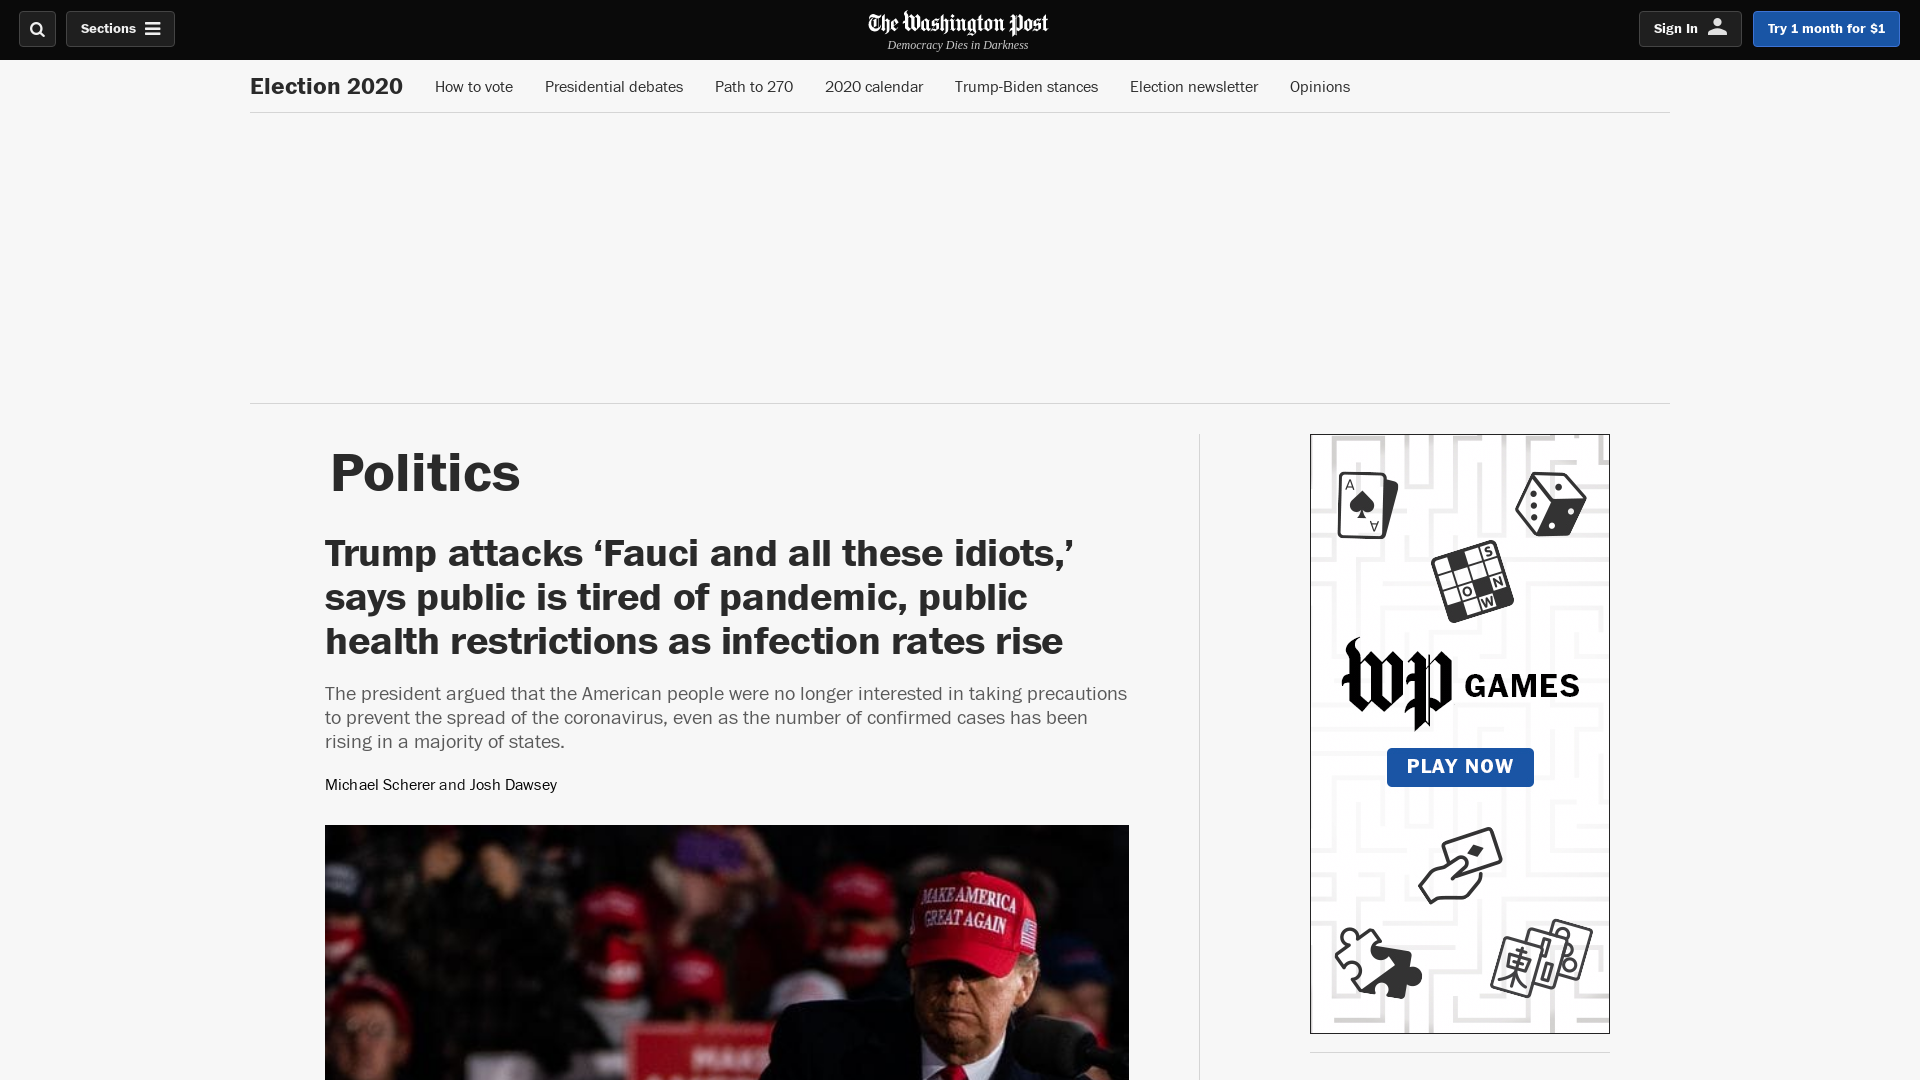 Sections
The Washington Post
Democracy Dies in Darkness
Sign In
Try 1 month for $1
Election 2020
How to vote
Presidential debates
Path to 270
2020 calendar
Trump-Biden stances
Election newsletter
Opinions
Politics
Trump attacks ‘Fauci and all these idiots,’
says public is tired of pandemic, public
health restrictions as infection rates rise
The president argued that the American people were no longer interested in taking precautions
to prevent the spread of the coronavirus, even as the number of confirmed cases has been
rising in a majority of states.
Michael Scherer and Josh Dawsey
MAKE AMERICA
GREAT AGAIN
A
A
S
N
O
W
wp GAMES
PLAY NOW
東